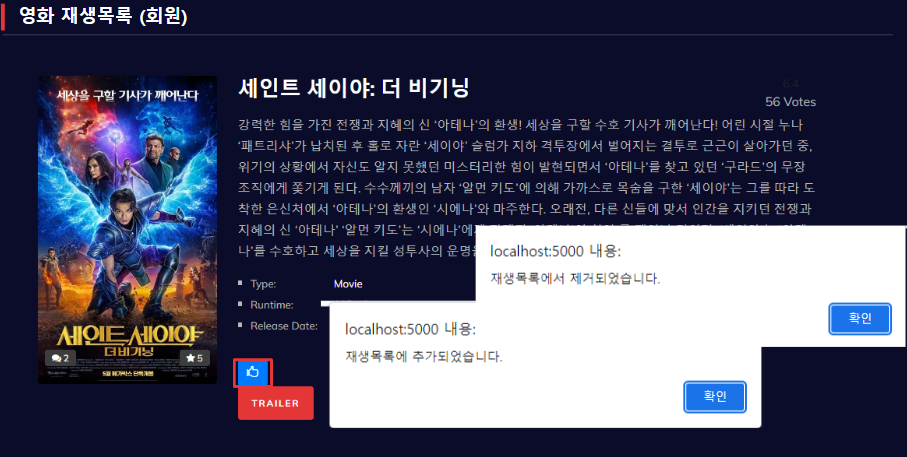 영화 재생목록 (회원)
세상을 구할 기사가 깨어난다
세인트 세이야
더 비기닝
2
5
세인트 세이야: 더 비기닝
6.4
56 Votes
강력한 힘을 가진 전쟁과 지혜의 신 ‘아테나’의 환생! 세상을 구할 수호 기사가 깨어난다! 어린 시절 누나
‘패트리샤’가 납치된 후 홀로 자란 ‘세이야’ 슬럼가 지하 격투장에서 벌어지는 결투로 근근이 살아가던 중,
위기의 상황에서 자신도 알지 못했던 미스터리한 힘이 발현되면서 ‘아테나’를 찾고 있던 ‘구라드’의 무장
조직에게 쫓기게 된다. 수수께끼의 남자 ‘알먼 키도’에 의해 가까스로 목숨을 구한 ‘세이야’는 그를 따라 도
착한 은신처에서 ‘아테나’의 환생인 ‘시에나’와 마주한다. 오래전, 다른 신들에 맞서 인간을 지키던 전쟁과
지혜의 신 ‘아테나’ ‘알먼 키도’는 ‘시에나’에
나’를 수호하고 세상을 지킬 성투사의 운명을
Type: Movie
Runtime:
Release Date:
TRAILER
localhost:5000 내용:
재생목록에서 제거되었습니다.
확인
localhost:5000 내용:
재생목록에 추가되었습니다.
확인